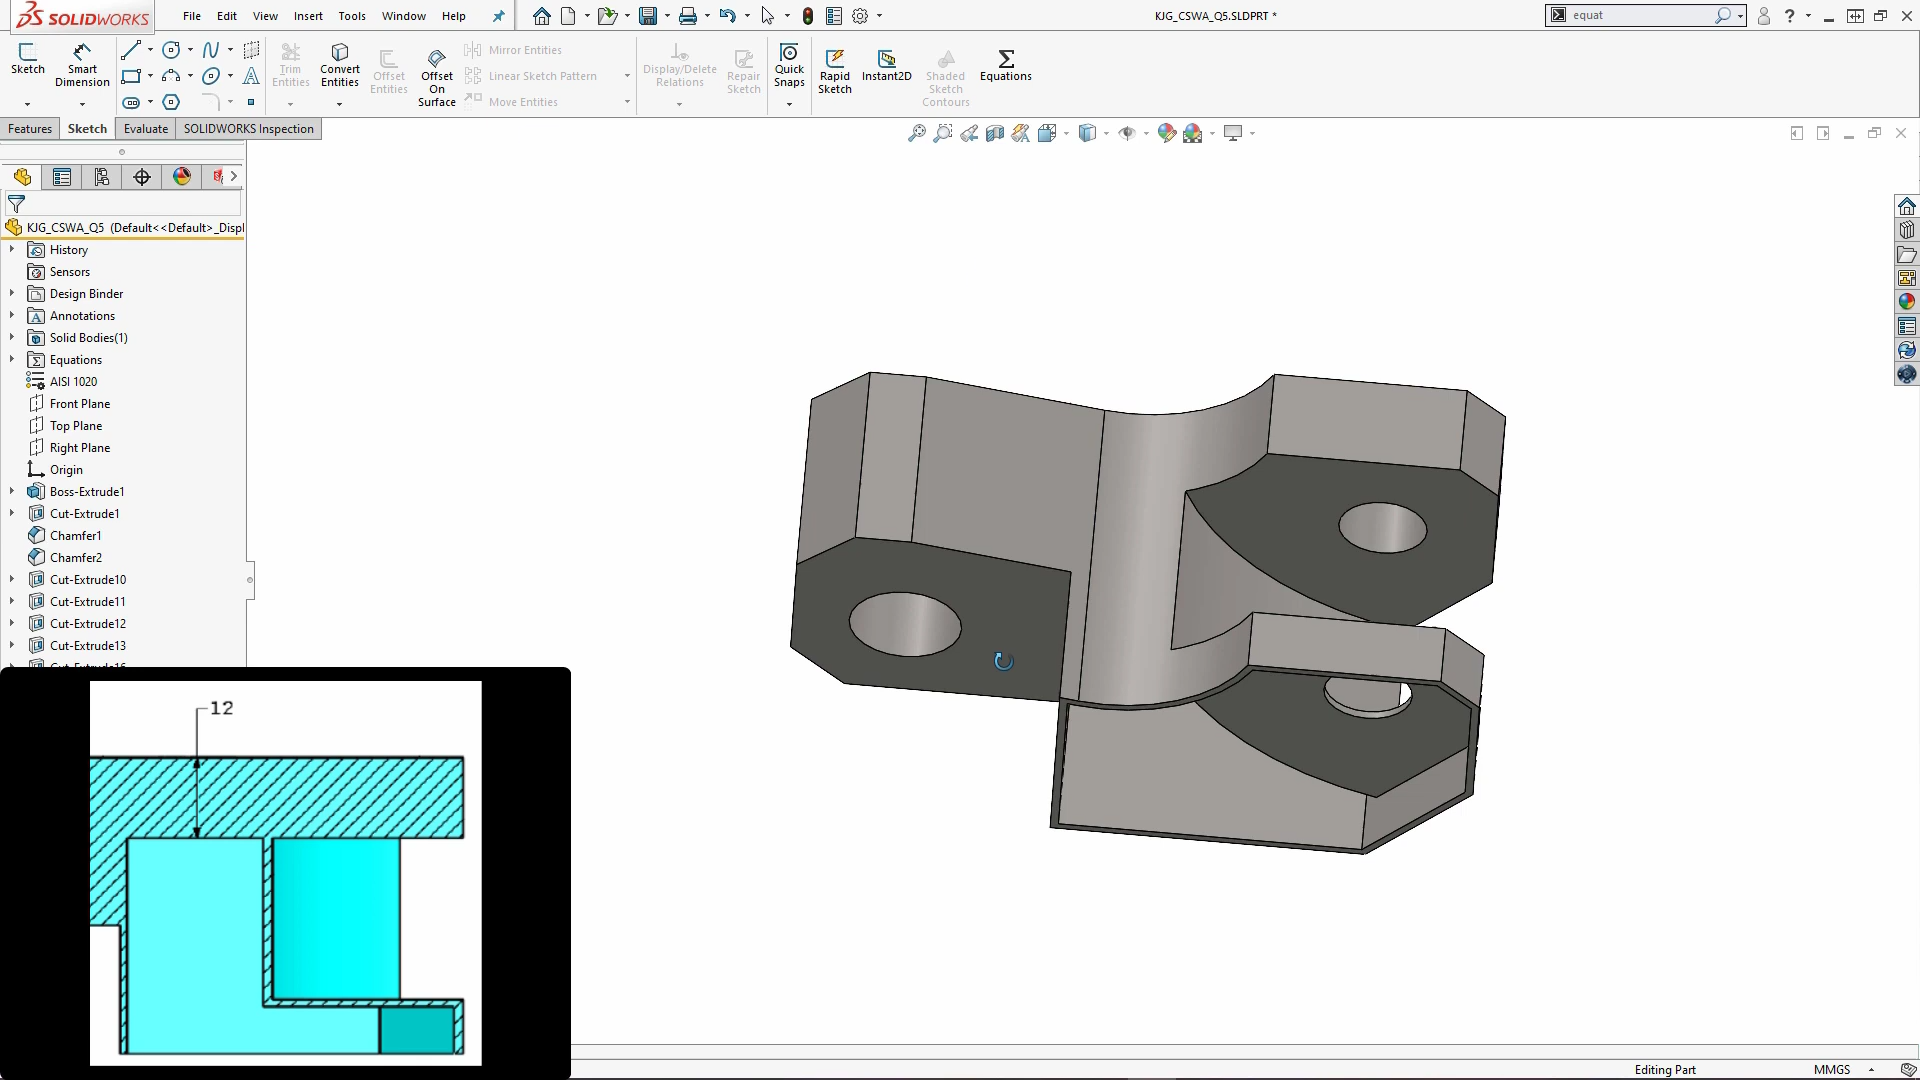 SOLIDWORKS
File Edit View Insert Tools Window Help
KJG_CSWA_Q5.SLDPRT *
equat
Sketch
Smart Dimension
Trim Entities
Convert Entities
Offset Entities
Offset On Surface
Mirror Entities
Linear Sketch Pattern
Move Entities
Display/Delete Relations
Repair Sketch
Quick Snaps
Rapid Sketch
Instant2D
Shaded Sketch Contours
Equations
Features Sketch Evaluate SOLIDWORKS Inspection
KJG_CSWA_Q5 (Default<<Default>_Displ
History
Sensors
Design Binder
Annotations
Solid Bodies(1)
Equations
AISI 1020
Front Plane
Top Plane
Right Plane
Origin
Boss-Extrude1
Cut-Extrude1
Chamfer1
Chamfer2
Cut-Extrude10
Cut-Extrude11
Cut-Extrude12
Cut-Extrude13
12
Editing Part
MMGS